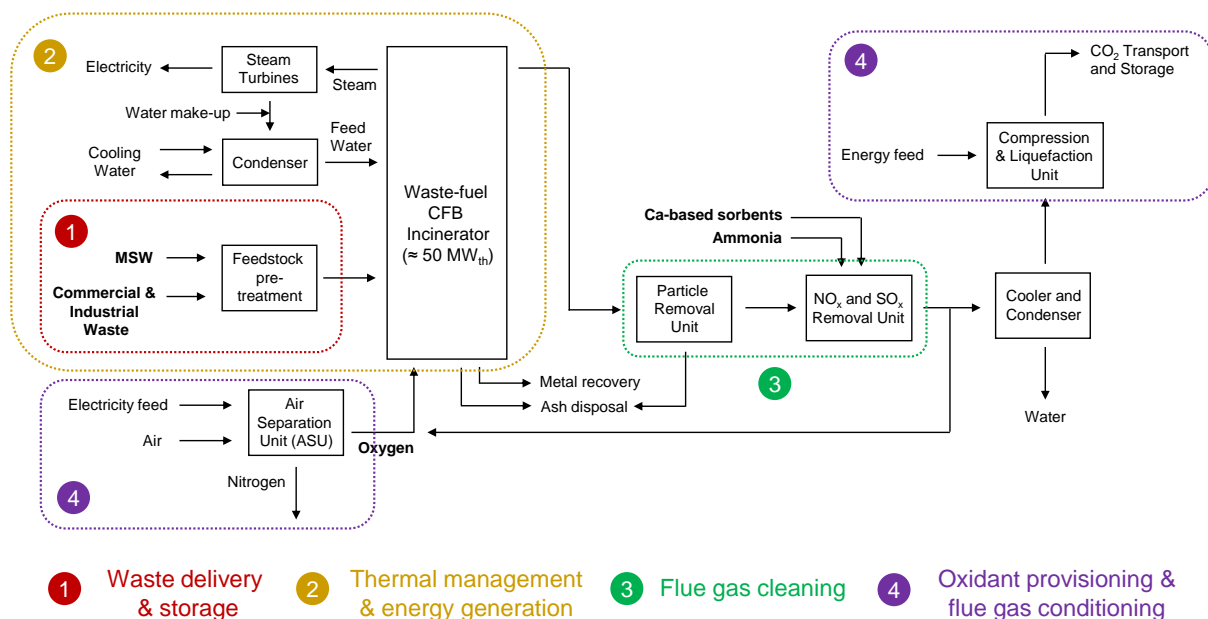 2
Electricity
Steam
Turbines
Steam
Water make-up
Feed
Water
Cooling
Water
Condenser
1
MSW
Commercial &
Industrial
Waste
Feedstock
pre-
treatment
Waste-fuel
CFB
Incinerator
(≈ 50 MWth)
4
CO2 Transport
and Storage
Energy feed
Compression
& Liquefaction
Unit
Ca-based sorbents
Ammonia
Particle
Removal
Unit
NOx and SOx
Removal Unit
Cooler and
Condenser
3
Metal recovery
Ash disposal
Water
Electricity feed
Air
Air
Separation
Unit (ASU)
Oxygen
Nitrogen
4
1
Waste delivery
& storage
2
Thermal management
& energy generation
3
Flue gas cleaning
4
Oxidant provisioning &
flue gas conditioning